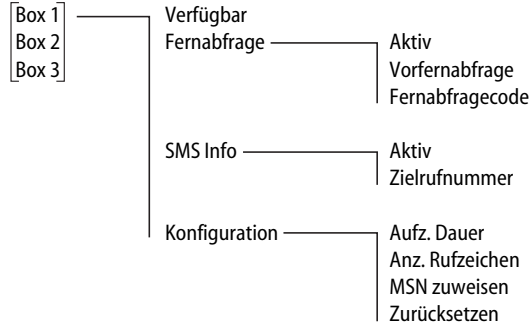 Box 1
Box 2
Box 3
Verfügbar
Fernabfrage
Aktiv
Vorfernabfrage
Fernabfragecode
SMS Info
Aktiv
Zielrufnummer
Konfiguration
Aufz. Dauer
Anz. Rufzeichen
MSN zuweisen
Zurücksetzen